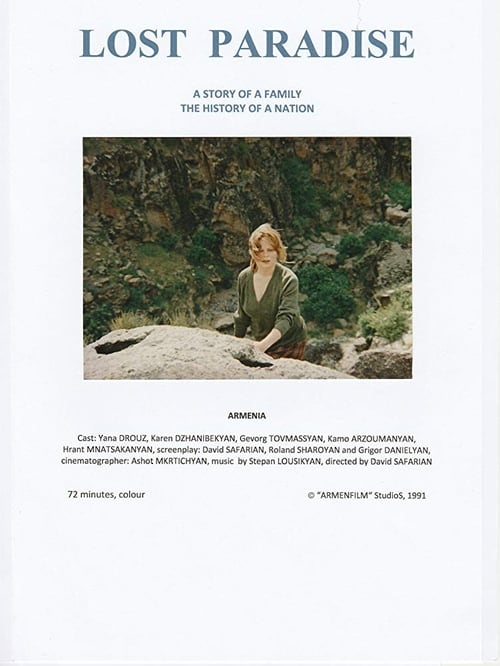 LOST PARADISE
A STORY OF A FAMILY
THE HISTORY OF A NATION
ARMENIA
Cast: Yana DROUZ, Karen DZHANIBEKYAN, Gevorg TOVMASSYAN, Kamo ARZOUMANYAN,
Hrant MNATSAKANYAN, screenplay: David SAFARIAN, Roland SHAROYAN and Grigor DANIELYAN,
cinematographer: Ashot MKRTICHYAN, music by Stepan LOUSIKYAN, directed by David SAFARIAN
72 minutes, colour
© "ARMENFILM" StudioS, 1991